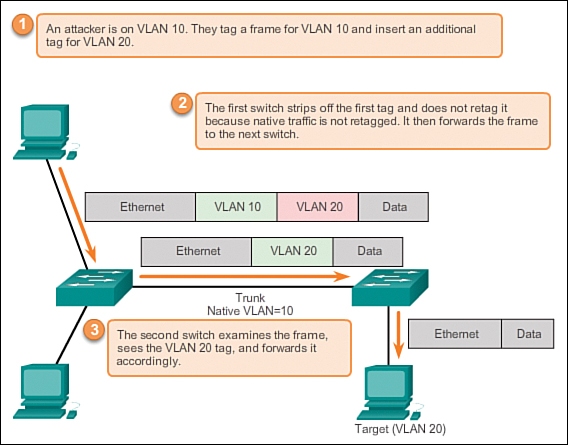 1
An attacker is on VLAN 10. They tag a frame for VLAN 10 and insert an additional
tag for VLAN 20.
2
The first switch strips off the first tag and does not retag it
because native traffic is not retagged. It then forwards the frame
to the next switch.
Ethernet VLAN 10 VLAN 20 Data
Ethernet VLAN 20 Data
Trunk
Native VLAN=10
3
The second switch examines the frame,
sees the VLAN 20 tag, and forwards it
accordingly.
Ethernet Data
Target (VLAN 20)